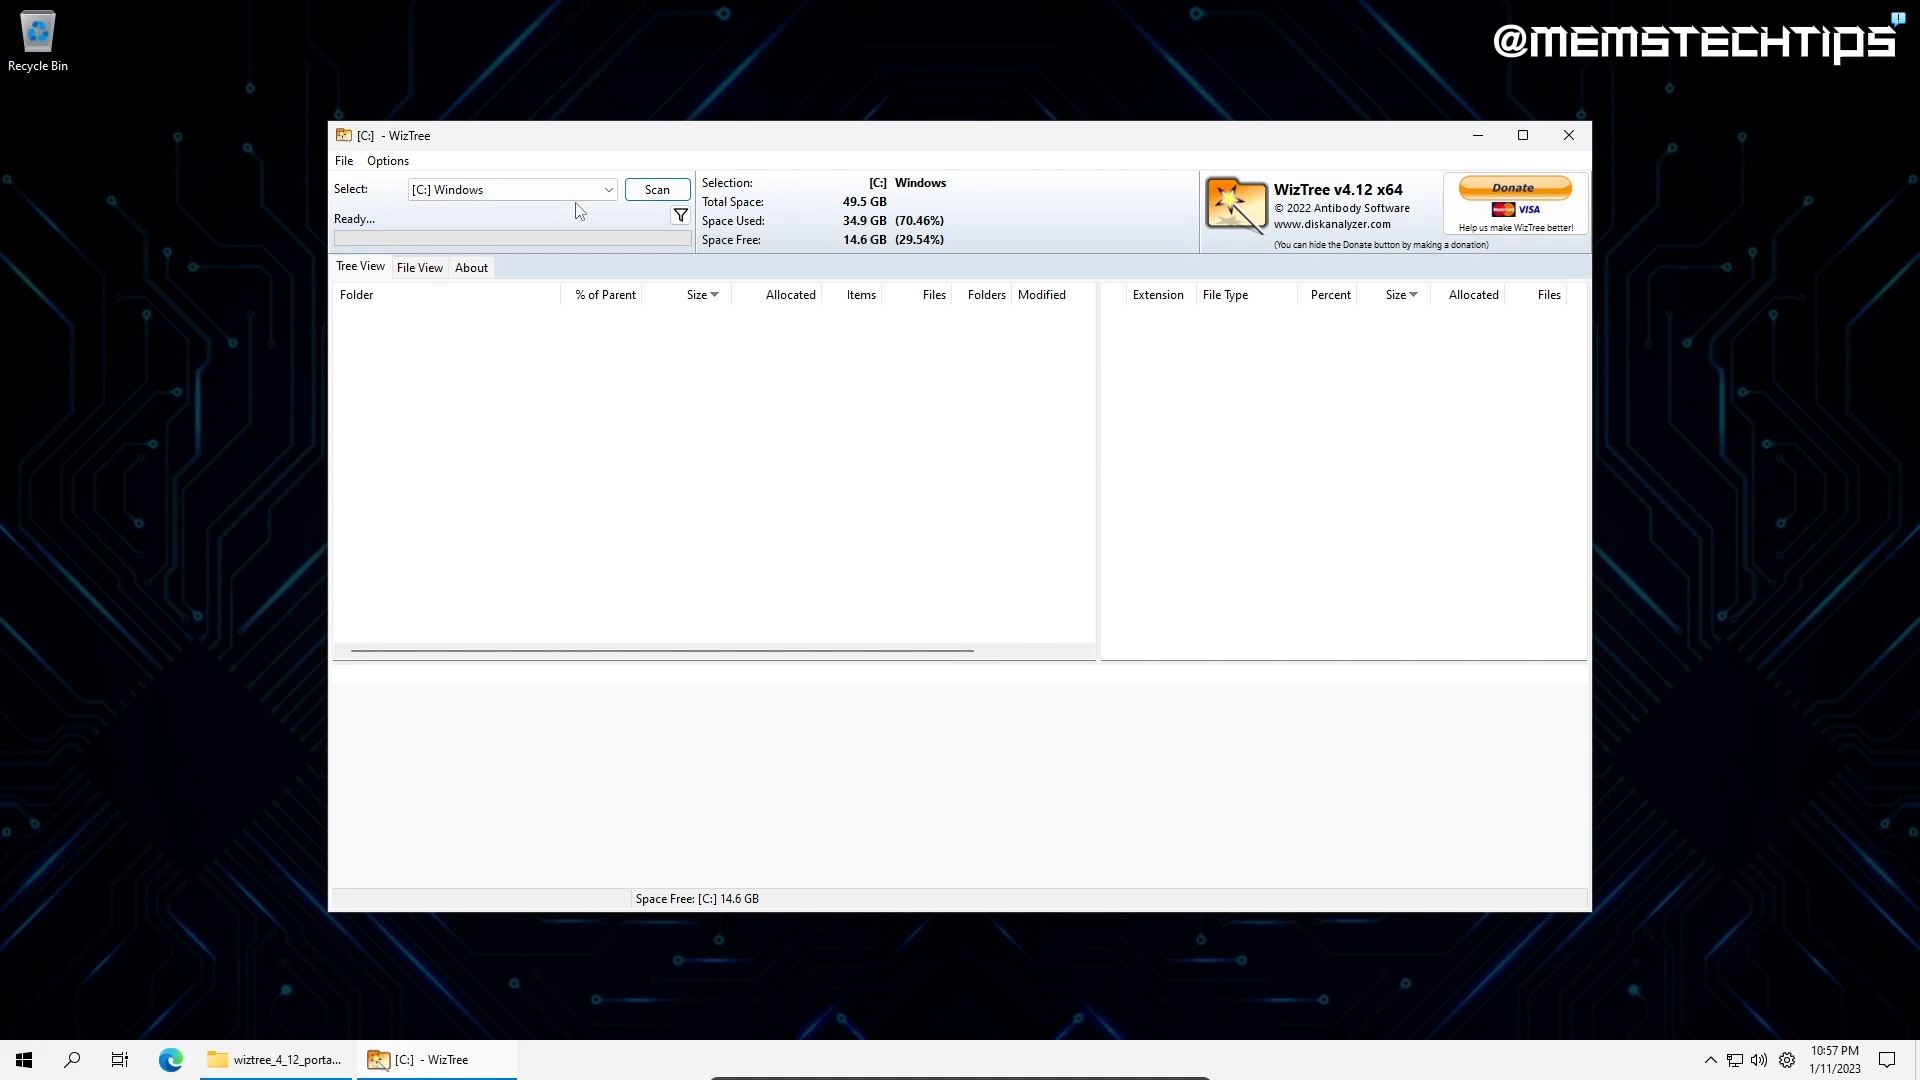 Recycle Bin
@MEMSTECHTIPS
[C:] - WizTree
File Options
Select: [C:] Windows Scan
Ready...
Selection: [C:] Windows
Total Space: 49.5 GB
Space Used: 34.9 GB (70.46%)
Space Free: 14.6 GB (29.54%)
WizTree v4.12 x64
© 2022 Antibody Software
www.diskanalyzer.com
(You can hide the Donate button by making a donation)
Donate
MasterCard VISA
Help us make WizTree better!
Tree View File View About
Folder % of Parent Size Allocated Items Files Folders Modified
Extension File Type Percent Size Allocated Files
Space Free: [C:] 14.6 GB
wiztree_4_12_porta...
[C:] - WizTree
10:57 PM
1/11/2023